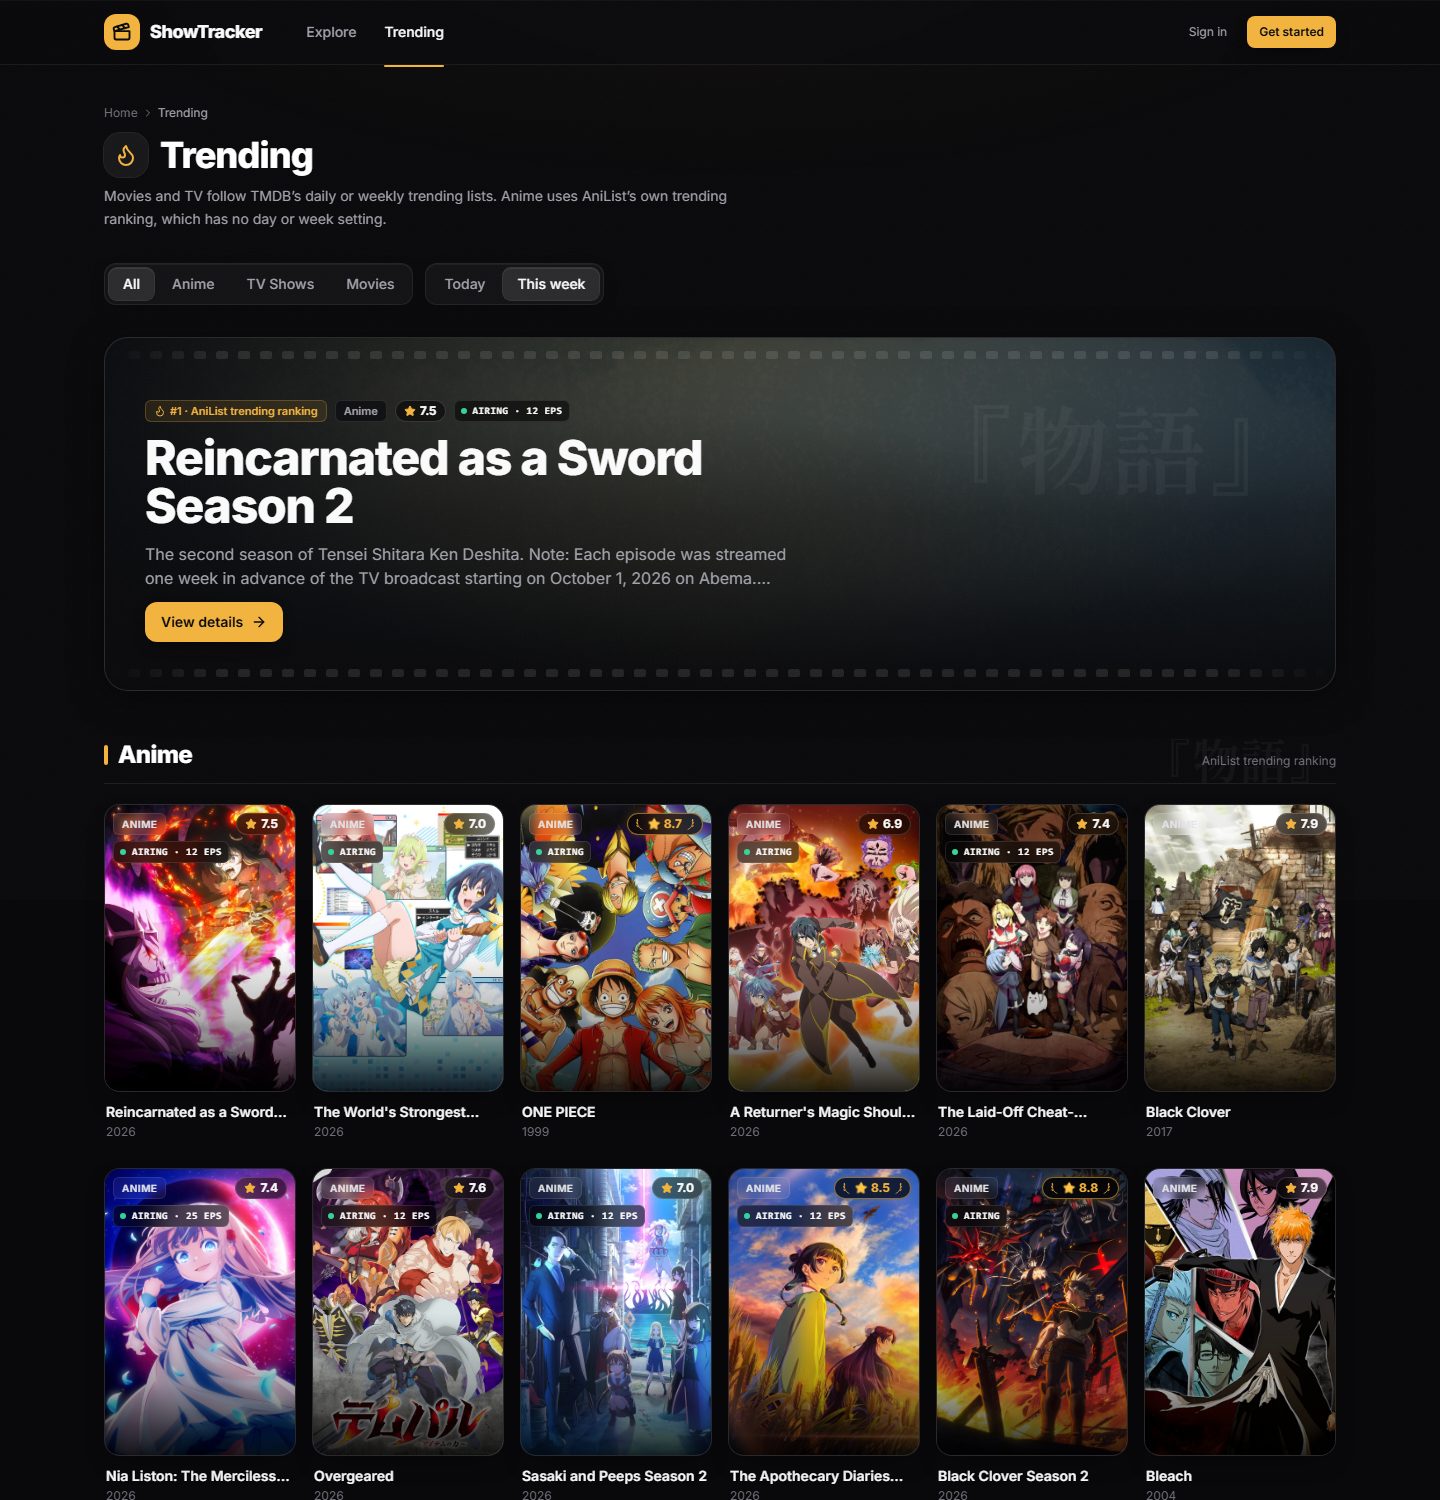 ShowTracker
Explore
Trending
Sign in
Get started
Home > Trending
Trending
Movies and TV follow TMDB’s daily or weekly trending lists. Anime uses AniList’s own trending
ranking, which has no day or week setting.
All
Anime
TV Shows
Movies
Today
This week
#1 · AniList trending ranking
Anime
7.5
AIRING · 12 EPS
『物語』
Reincarnated as a Sword
Season 2
The second season of Tensei Shitara Ken Deshita. Note: Each episode was streamed
one week in advance of the TV broadcast starting on October 1, 2026 on Abema....
View details
Anime
『物語』
AniList trending ranking
ANIME
7.5
AIRING · 12 EPS
Reincarnated as a Sword...
2026
ANIME
7.0
AIRING
The World's Strongest...
2026
ANIME
8.7
AIRING
ONE PIECE
1999
ANIME
6.9
AIRING
A Returner's Magic Shoul...
2026
ANIME
7.4
AIRING · 12 EPS
The Laid-Off Cheat-...
2026
ANIME
7.9
Black Clover
2017
ANIME
7.4
AIRING · 25 EPS
Nia Liston: The Merciless...
2026
ANIME
7.6
AIRING · 12 EPS
テムパル
Overgeared
2026
ANIME
7.0
AIRING · 12 EPS
Sasaki and Peeps Season 2
2026
ANIME
8.5
AIRING · 12 EPS
The Apothecary Diaries...
2026
ANIME
8.8
AIRING
Black Clover Season 2
2026
ANIME
7.9
Bleach
2004